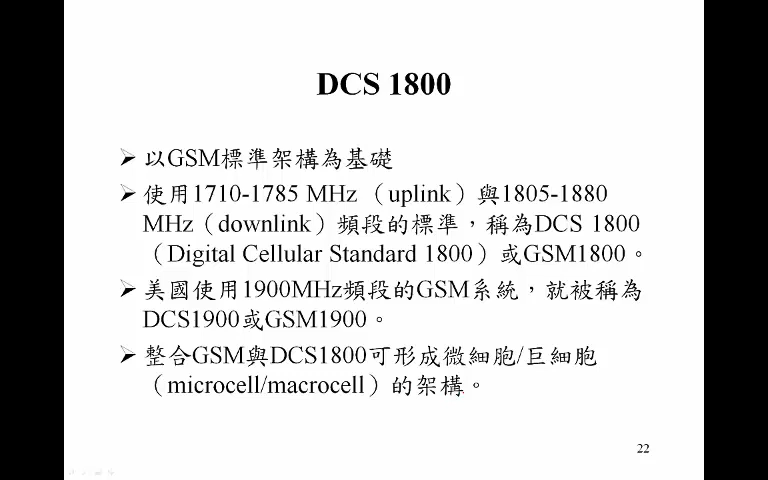 DCS 1800
➢ 以GSM標準架構為基礎
➢ 使用1710-1785 MHz （uplink）與1805-1880
MHz（downlink）頻段的標準，稱為DCS 1800
（Digital Cellular Standard 1800）或GSM1800。
➢ 美國使用1900MHz頻段的GSM系統，就被稱為
DCS1900或GSM1900。
➢ 整合GSM與DCS1800可形成微細胞/巨細胞
（microcell/macrocell）的架構。
22